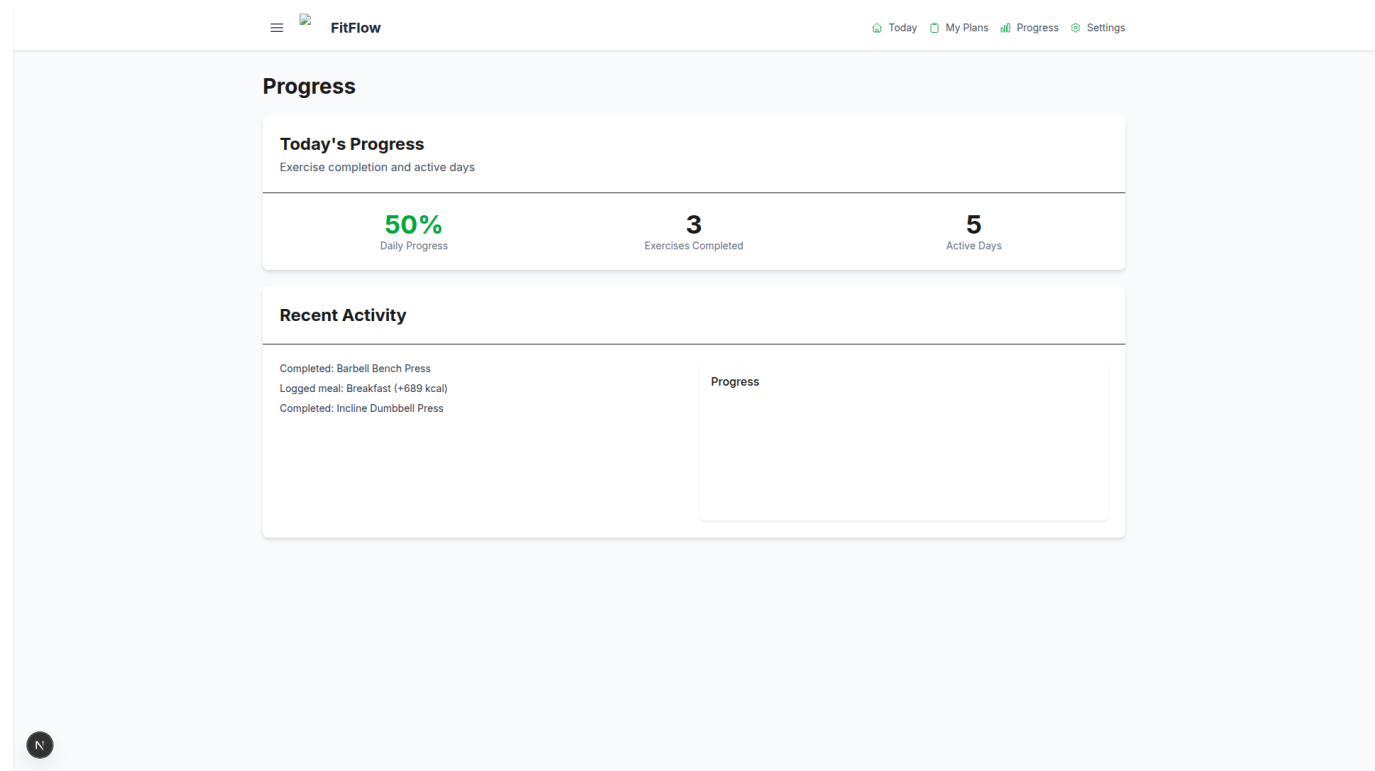 FitFlow
Today
My Plans
Progress
Settings
Progress
Today's Progress
Exercise completion and active days
50%
Daily Progress
3
Exercises Completed
5
Active Days
Recent Activity
Completed: Barbell Bench Press
Logged meal: Breakfast (+689 kcal)
Completed: Incline Dumbbell Press
Progress
N